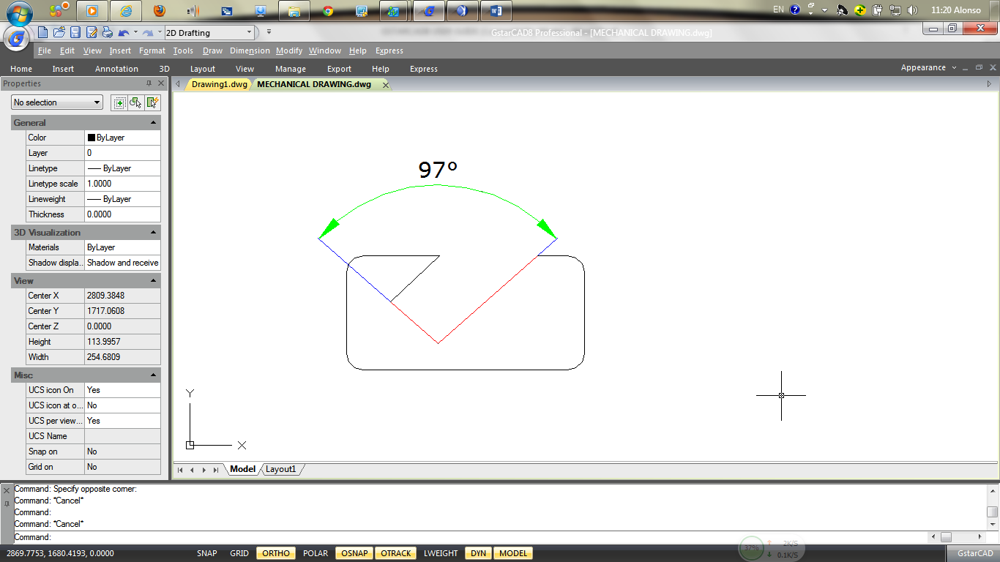 EN 11:20 Alonso
2D Drafting GstarCAD8 Professional - [MECHANICAL DRAWING.dwg]
File Edit View Insert Format Tools Draw Dimension Modify Window Help Express
Home Insert Annotation 3D Layout View Manage Export Help Express Appearance
Properties
Drawing1.dwg MECHANICAL DRAWING.dwg
No selection
General
Color ByLayer
Layer 0
Linetype ByLayer
Linetype scale 1.0000
Lineweight ByLayer
Thickness 0.0000
3D Visualization
Materials ByLayer
Shadow displa.. Shadow and receive
View
Center X 2809.3848
Center Y 1717.0608
Center Z 0.0000
Height 113.9957
Width 254.6809
Misc
UCS icon On Yes
UCS icon at o... No
UCS per view... Yes
UCS Name
Snap on No
Grid on No
97°
Y
X
Model Layout1
Command: Specify opposite corner:
Command: *Cancel*
Command:
Command: *Cancel*
Command:
2869.7753, 1680.4193, 0.0000 SNAP GRID ORTHO POLAR OSNAP OTRACK LWEIGHT DYN MODEL 37% 2K/S
0.1K/S
GstarCAD